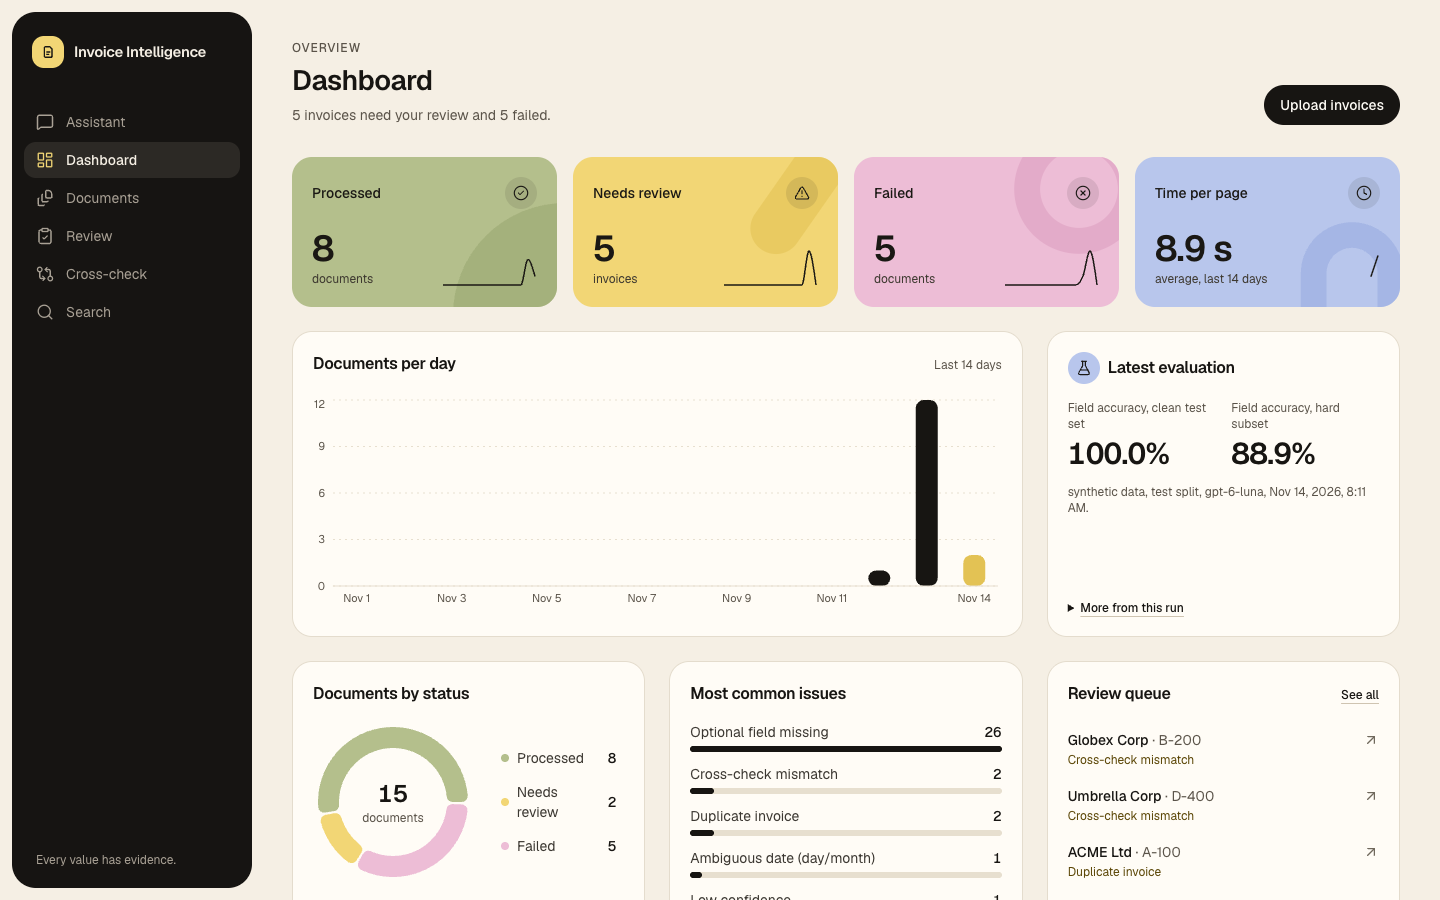 Invoice Intelligence
Assistant
Dashboard
Documents
Review
Cross-check
Search
Every value has evidence.
OVERVIEW
Dashboard
5 invoices need your review and 5 failed.
Upload invoices
Processed
8
documents
Needs review
5
invoices
Failed
5
documents
Time per page
8.9 s
average, last 14 days
Documents per day
Last 14 days
12
9
6
3
0
Nov 1
Nov 3
Nov 5
Nov 7
Nov 9
Nov 11
Nov 14
Latest evaluation
Field accuracy, clean test
set
100.0%
Field accuracy, hard
subset
88.9%
synthetic data, test split, gpt-6-luna, Nov 14, 2026, 8:11
AM.
More from this run
Documents by status
15
documents
Processed 8
Needs
review 2
Failed 5
Most common issues
Optional field missing 26
Cross-check mismatch 2
Duplicate invoice 2
Ambiguous date (day/month) 1
Low confidence 1
Review queue
See all
Globex Corp · B-200
Cross-check mismatch
Umbrella Corp · D-400
Cross-check mismatch
ACME Ltd · A-100
Duplicate invoice